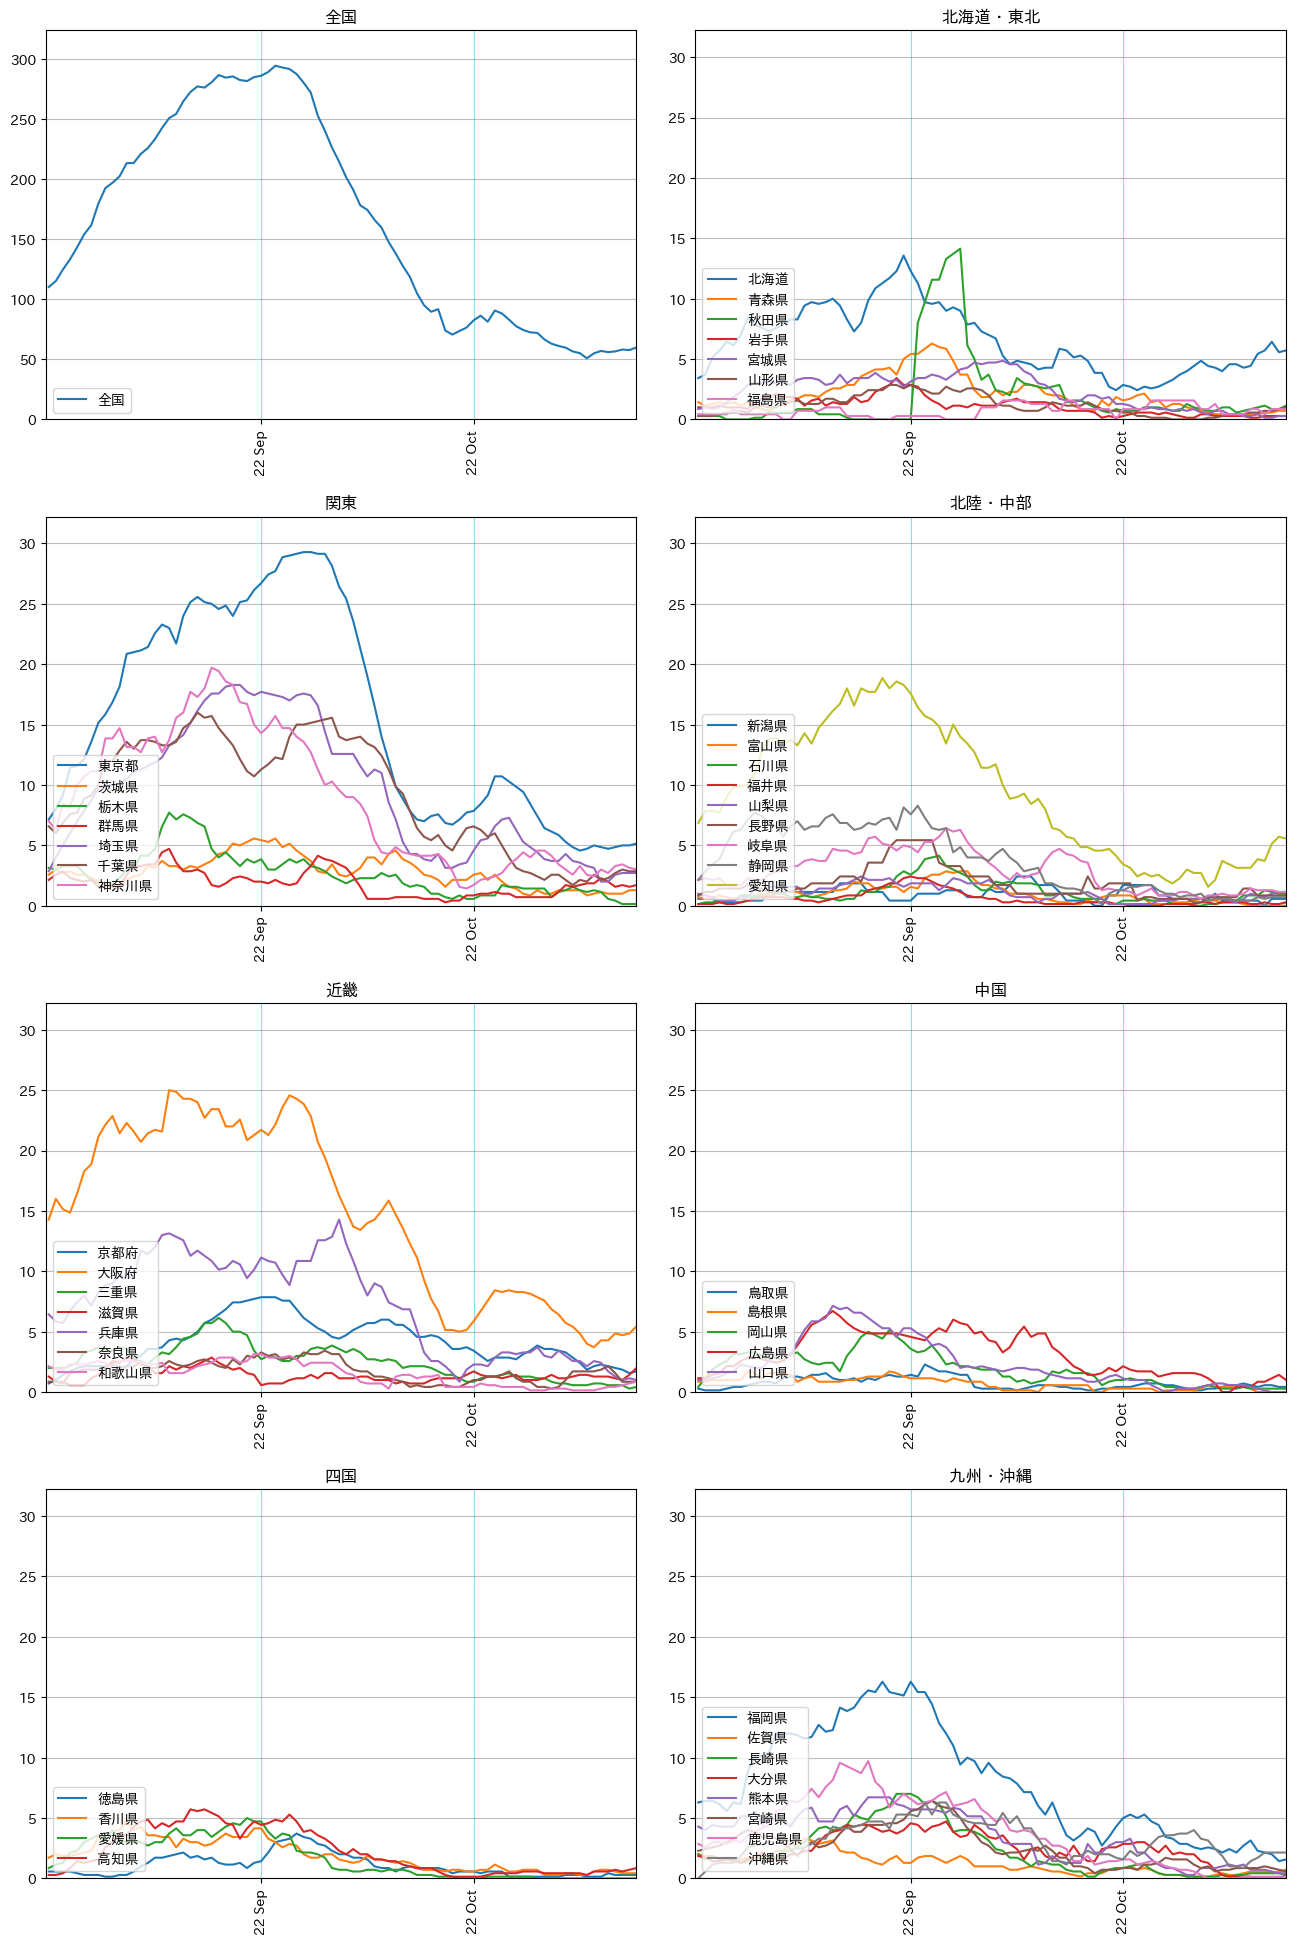 全国
300
250
200
150
100
50
0
全国
22 Sep
22 Oct
北海道・東北
30
25
20
15
10
5
0
北海道
青森県
秋田県
岩手県
宮城県
山形県
福島県
22 Sep
22 Oct
関東
30
25
20
15
10
5
0
東京都
茨城県
栃木県
群馬県
埼玉県
千葉県
神奈川県
22 Sep
22 Oct
北陸・中部
30
25
20
15
10
5
0
新潟県
富山県
石川県
福井県
山梨県
長野県
岐阜県
静岡県
愛知県
22 Sep
22 Oct
近畿
30
25
20
15
10
5
0
京都府
大阪府
三重県
滋賀県
兵庫県
奈良県
和歌山県
22 Sep
22 Oct
中国
30
25
20
15
10
5
0
鳥取県
島根県
岡山県
広島県
山口県
22 Sep
22 Oct
四国
30
25
20
15
10
5
0
徳島県
香川県
愛媛県
高知県
22 Sep
22 Oct
九州・沖縄
30
25
20
15
10
5
0
福岡県
佐賀県
長崎県
大分県
熊本県
宮崎県
鹿児島県
沖縄県
22 Sep
22 Oct